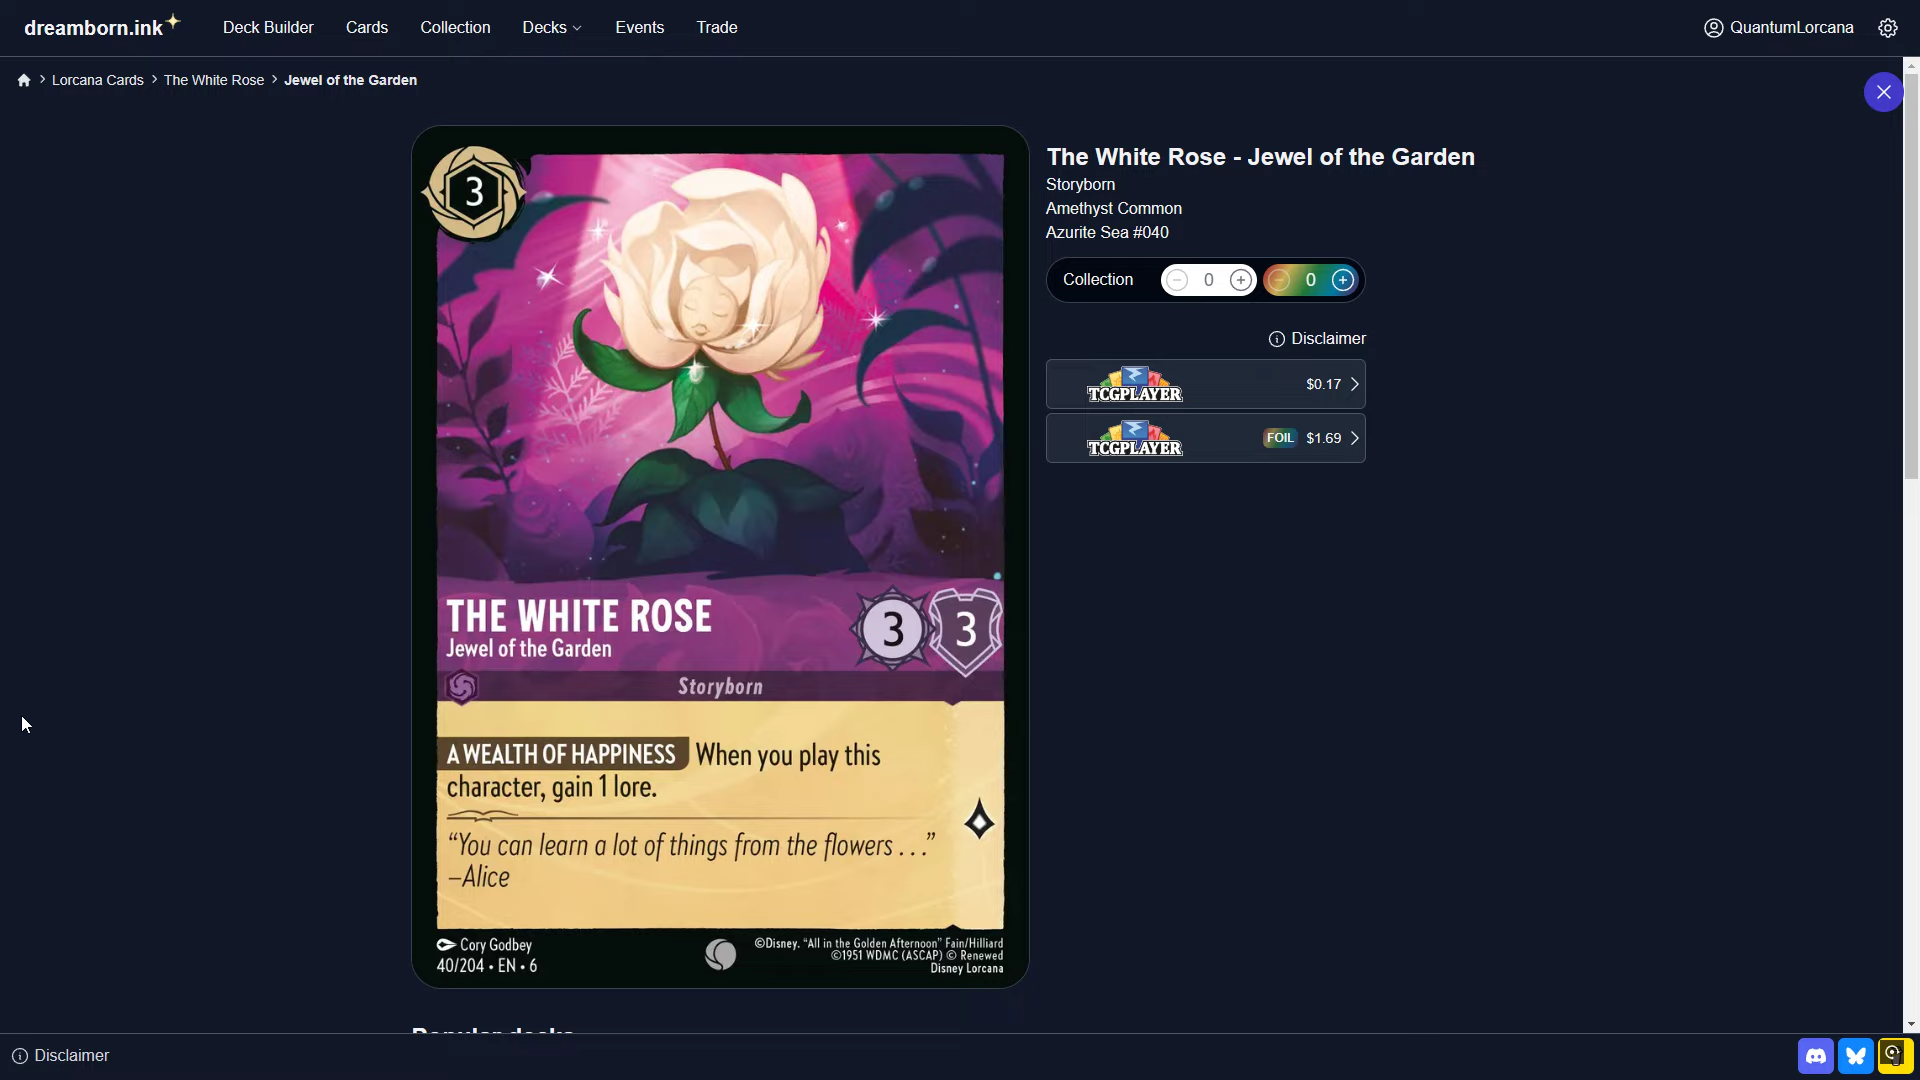 dreamborn.ink
Deck Builder
Cards
Collection
Decks
Events
Trade
QuantumLorcana
Lorcana Cards
The White Rose
Jewel of the Garden
3
THE WHITE ROSE
Jewel of the Garden
3
3
Storyborn
A WEALTH OF HAPPINESS When you play this
character, gain 1 lore.
“You can learn a lot of things from the flowers . . .”
–Alice
Cory Godbey
40/204 • EN • 6
©Disney. “All in the Golden Afternoon” Fain/Hilliard
©1951 WDMC (ASCAP) © Renewed
Disney Lorcana
The White Rose - Jewel of the Garden
Storyborn
Amethyst Common
Azurite Sea #040
Collection
0
0
Disclaimer
TCGPLAYER
$0.17
TCGPLAYER
FOIL
$1.69
Popular decks
Disclaimer